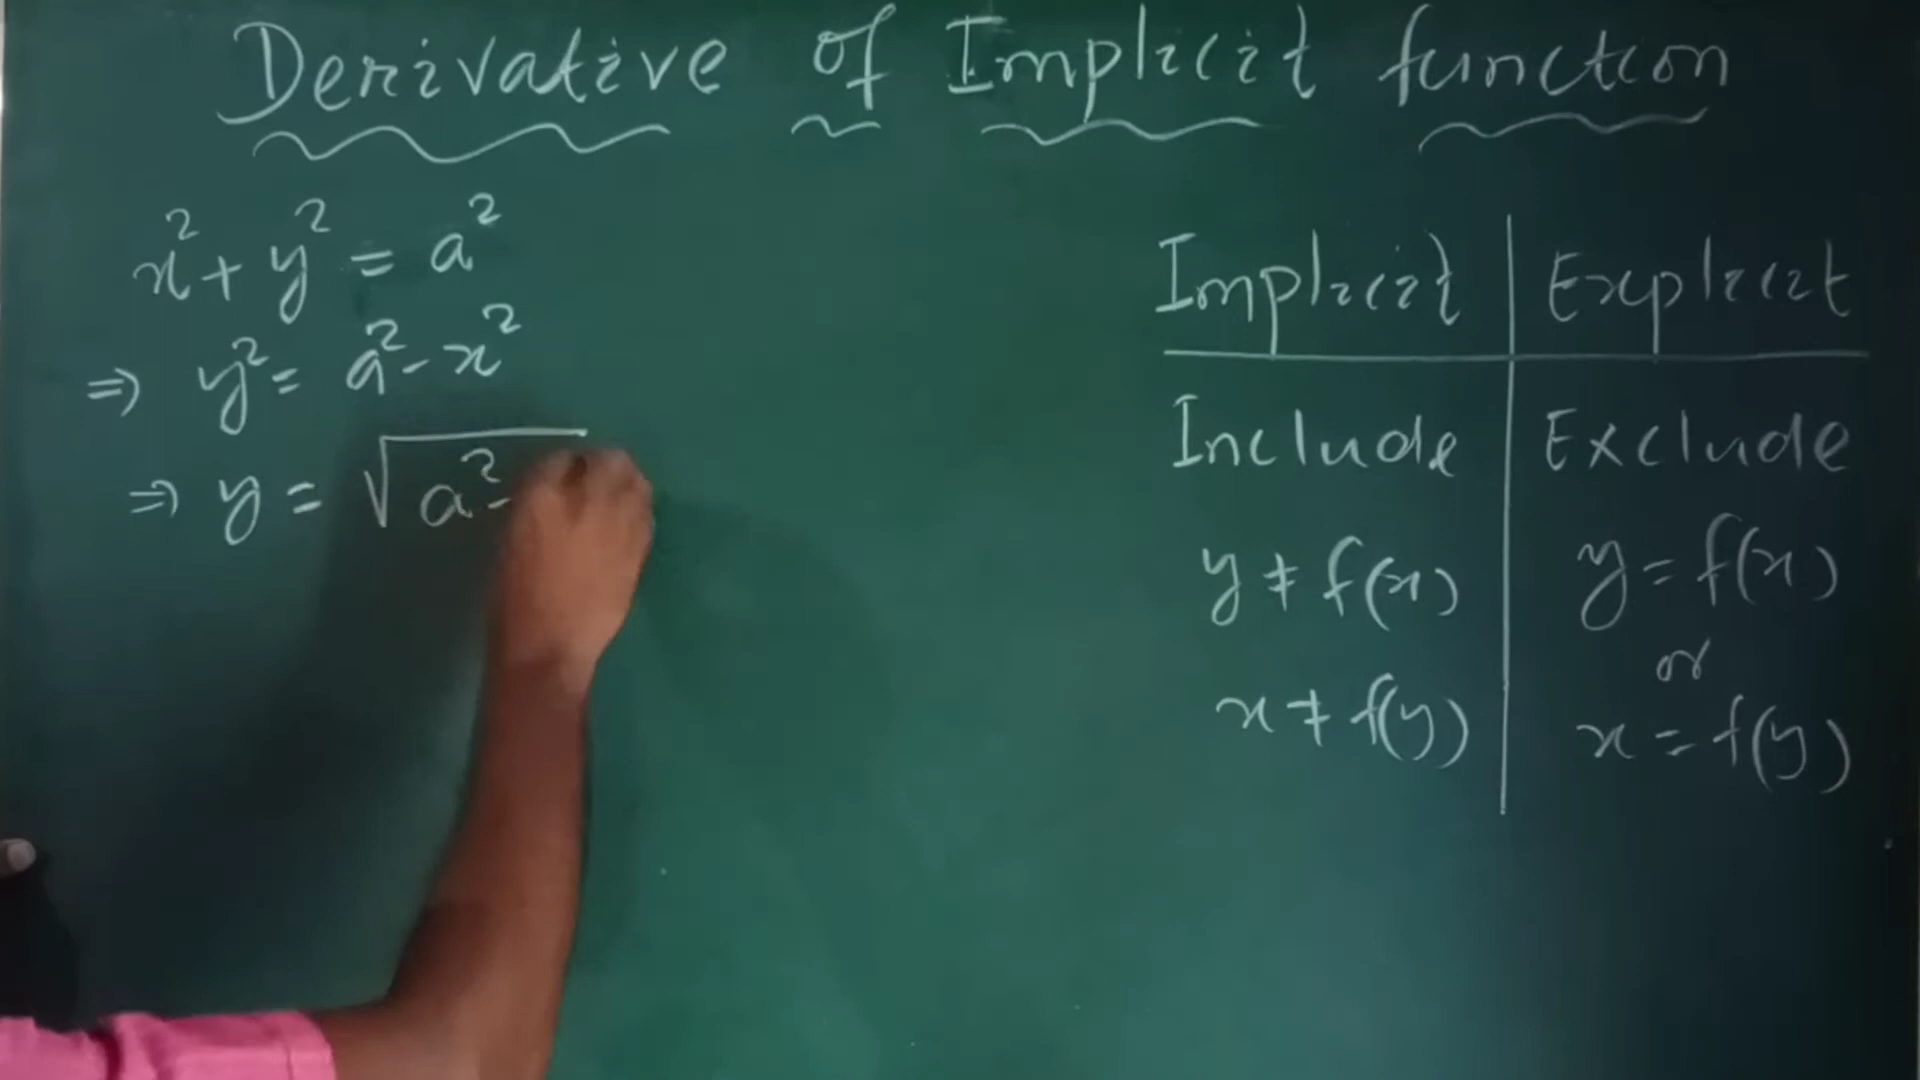 Derivative of Implicit function
x² + y² = a²
⇒ y² = a² - x²
⇒ y = √a² -
Implicit | Explicit
Include | Exclude
y ≠ f(x) | y = f(x)
or
x ≠ f(y) | x = f(y)